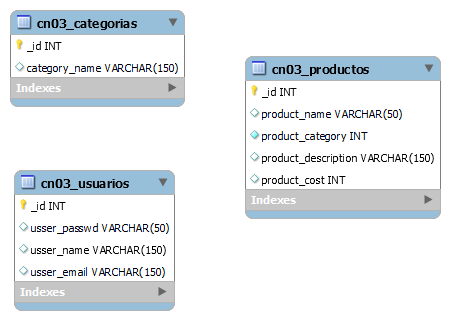 cn03_categorias
_id INT
category_name VARCHAR(150)
Indexes
cn03_productos
_id INT
product_name VARCHAR(50)
product_category INT
product_description VARCHAR(150)
product_cost INT
Indexes
cn03_usuarios
_id INT
usser_passwd VARCHAR(50)
usser_name VARCHAR(150)
usser_email VARCHAR(150)
Indexes